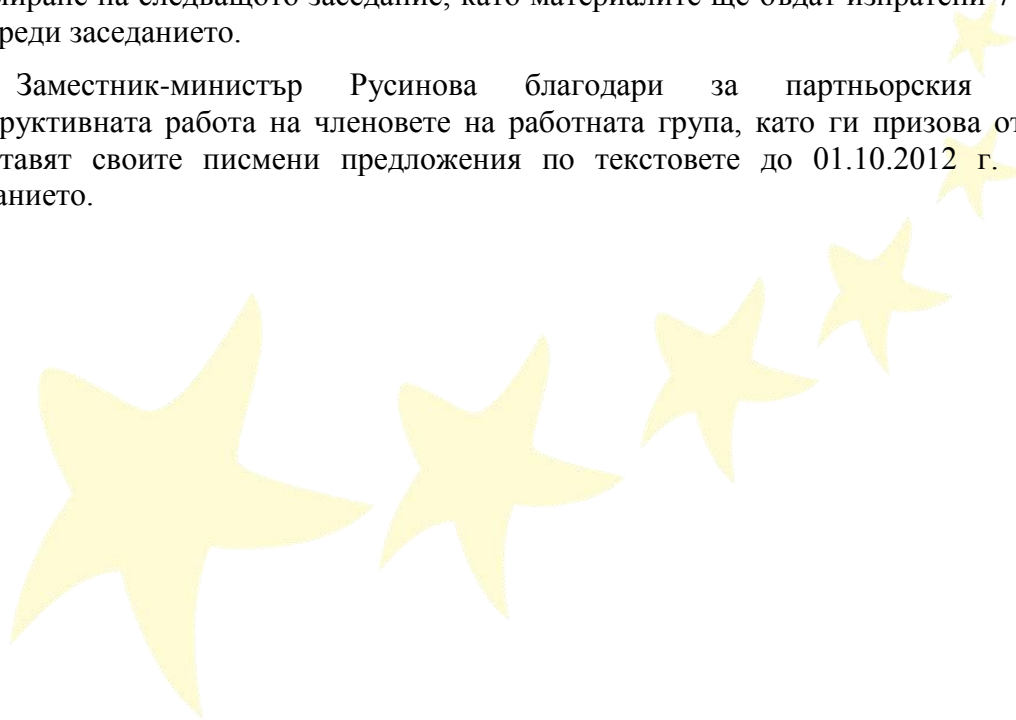 миране на следващото заседание, като материалите ще бъдат изпратени 7
реди заседанието.
Заместник-министър Русинова благодари за партньорския
руктивната работа на членовете на работната група, като ги призова от
тавят своите писмени предложения по текстовете до 01.10.2012 г.
анието.